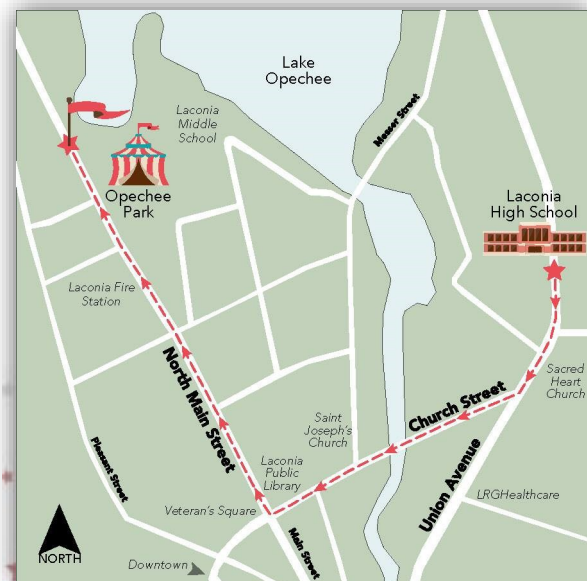 Lake
Opechee
Laconia
Middle
School
Messer Street
Opechee
Park
Laconia
High School
Laconia Fire
Station
North Main Street
Sacred
Heart
Church
Church Street
Saint
Joseph's
Church
Laconia
Public
Library
Union Avenue
Pleasant Street
LRGHealthcare
Veteran's Square
Main Street
NORTH
Downtown